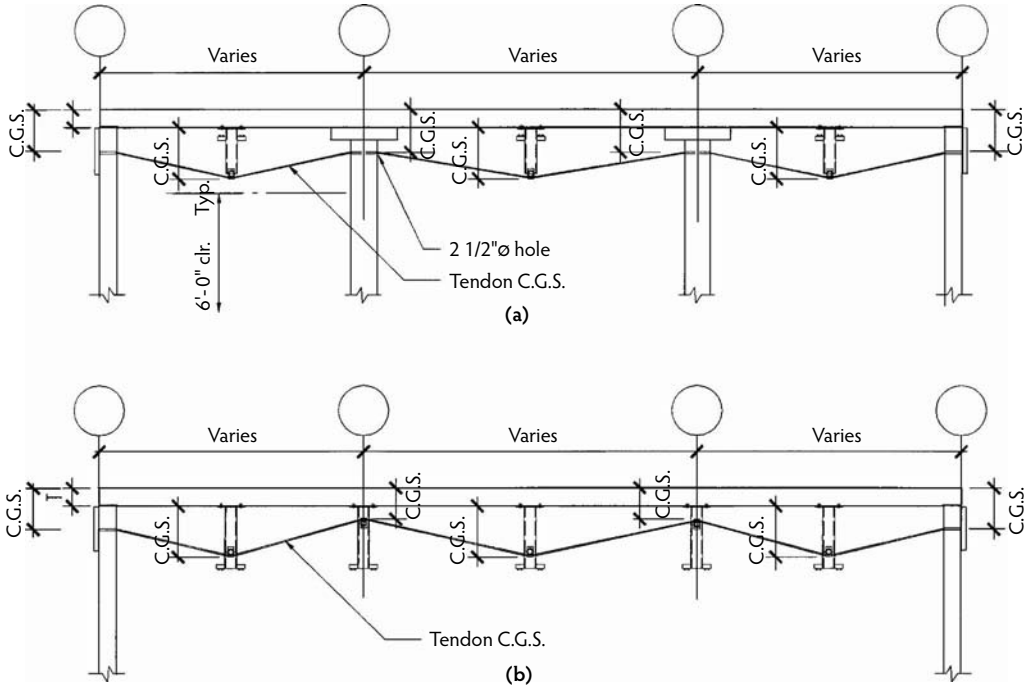 Varies Varies Varies
C.G.S.
C.G.S.
C.G.S.
C.G.S.
C.G.S.
C.G.S.
C.G.S.
Typ.
6'-0" clr.
2 1/2"ø hole
Tendon C.G.S.
(a)
Varies Varies Varies
C.G.S.
T
C.G.S.
C.G.S.
C.G.S.
C.G.S.
C.G.S.
C.G.S.
Tendon C.G.S.
(b)